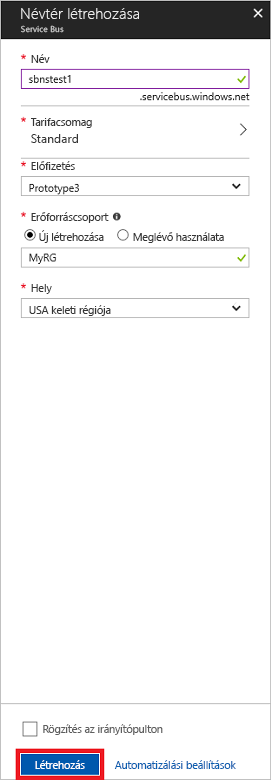 Névtér létrehozása
Service Bus
* Név
sbnstest1
.servicebus.windows.net
* Tarifacsomag
Standard
* Előfizetés
Prototype3
* Erőforráscsoport
Új létrehozása Meglévő használata
MyRG
* Hely
USA keleti régiója
Rögzítés az irányítópulton
Létrehozás Automatizálási beállítások